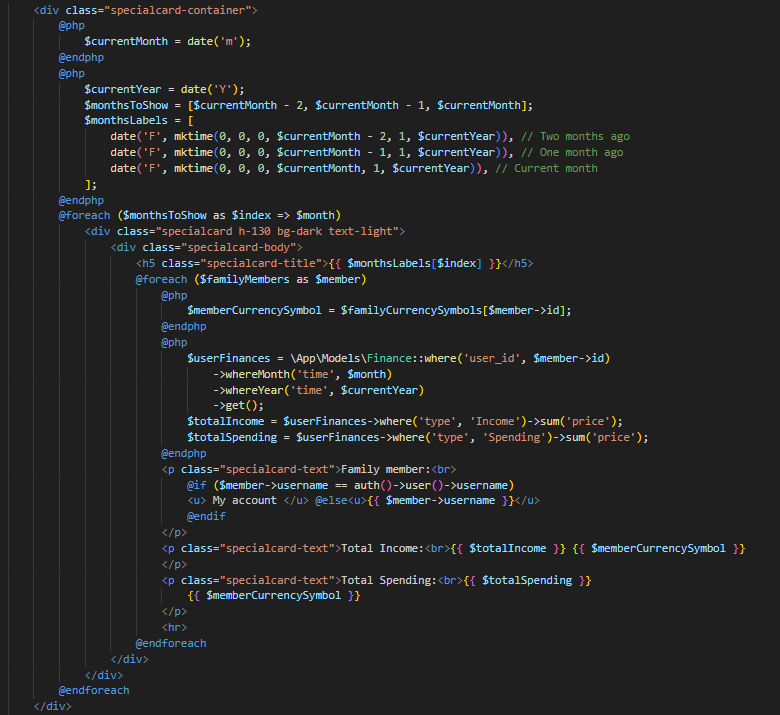 <div class="specialcard-container">
@php
$currentMonth = date('m');
@endphp
@php
$currentYear = date('Y');
$monthsToShow = [$currentMonth - 2, $currentMonth - 1, $currentMonth];
$monthsLabels = [
date('F', mktime(0, 0, 0, $currentMonth - 2, 1, $currentYear)), // Two months ago
date('F', mktime(0, 0, 0, $currentMonth - 1, 1, $currentYear)), // One month ago
date('F', mktime(0, 0, 0, $currentMonth, 1, $currentYear)), // Current month
];
@endphp
@foreach ($monthsToShow as $index => $month)
<div class="specialcard h-130 bg-dark text-light">
<div class="specialcard-body">
<h5 class="specialcard-title">{{ $monthsLabels[$index] }}</h5>
@foreach ($familyMembers as $member)
@php
$memberCurrencySymbol = $familyCurrencySymbols[$member->id];
@endphp
@php
$userFinances = \App\Models\Finance::where('user_id', $member->id)
->whereMonth('time', $month)
->whereYear('time', $currentYear)
->get();
$totalIncome = $userFinances->where('type', 'Income')->sum('price');
$totalSpending = $userFinances->where('type', 'Spending')->sum('price');
@endphp
<p class="specialcard-text">Family member:<br>
@if ($member->username == auth()->user()->username)
<u> My account </u> @else<u>{{ $member->username }}</u>
@endif
</p>
<p class="specialcard-text">Total Income:<br>{{ $totalIncome }} {{ $memberCurrencySymbol }}
</p>
<p class="specialcard-text">Total Spending:<br>{{ $totalSpending }}
{{ $memberCurrencySymbol }}
</p>
<hr>
@endforeach
</div>
</div>
@endforeach
</div>